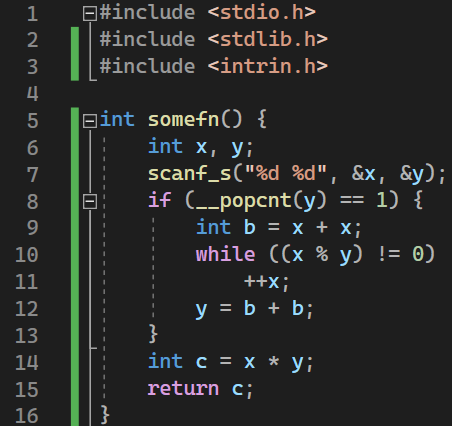 1 #include <stdio.h>
2 #include <stdlib.h>
3 #include <intrin.h>
4
5 int somefn() {
6 int x, y;
7 scanf_s("%d %d", &x, &y);
8 if (__popcnt(y) == 1) {
9 int b = x + x;
10 while ((x % y) != 0)
11 ++x;
12 y = b + b;
13 }
14 int c = x * y;
15 return c;
16 }